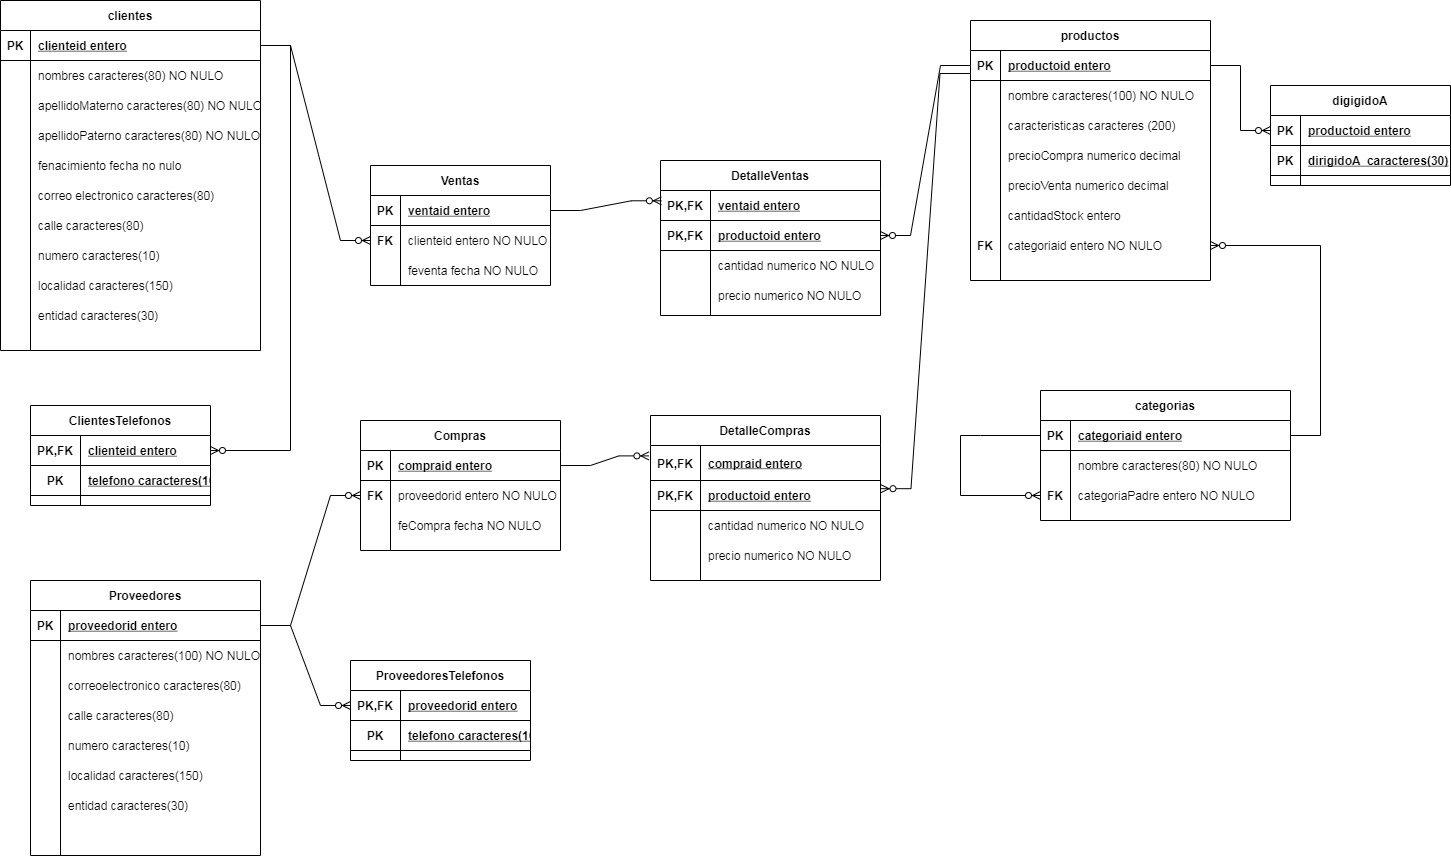 clientes
PK clienteid entero
nombres caracteres(80) NO NULO
apellidoMaterno caracteres(80) NO NULO
apellidoPaterno caracteres(80) NO NULO
fenacimiento fecha no nulo
correo electronico caracteres(80)
calle caracteres(80)
numero caracteres(10)
localidad caracteres(150)
entidad caracteres(30)
Ventas
PK ventaid entero
FK clienteid entero NO NULO
feventa fecha NO NULO
DetalleVentas
PK,FK ventaid entero
PK,FK productoid entero
cantidad numerico NO NULO
precio numerico NO NULO
productos
PK productoid entero
nombre caracteres(100) NO NULO
caracteristicas caracteres (200)
precioCompra numerico decimal
precioVenta numerico decimal
cantidadStock entero
FK categoriaid entero NO NULO
digigidoA
PK productoid entero
PK dirigidoA caracteres(30)
ClientesTelefonos
PK,FK clienteid entero
PK telefono caracteres(10
Compras
PK compraid entero
FK proveedorid entero NO NULO
feCompra fecha NO NULO
DetalleCompras
PK,FK compraid entero
PK,FK productoid entero
cantidad numerico NO NULO
precio numerico NO NULO
categorias
PK categoriaid entero
nombre caracteres(80) NO NULO
FK categoriaPadre entero NO NULO
Proveedores
PK proveedorid entero
nombres caracteres(100) NO NULO
correoelectronico caracteres(80)
calle caracteres(80)
numero caracteres(10)
localidad caracteres(150)
entidad caracteres(30)
ProveedoresTelefonos
PK,FK proveedorid entero
PK telefono caracteres(10